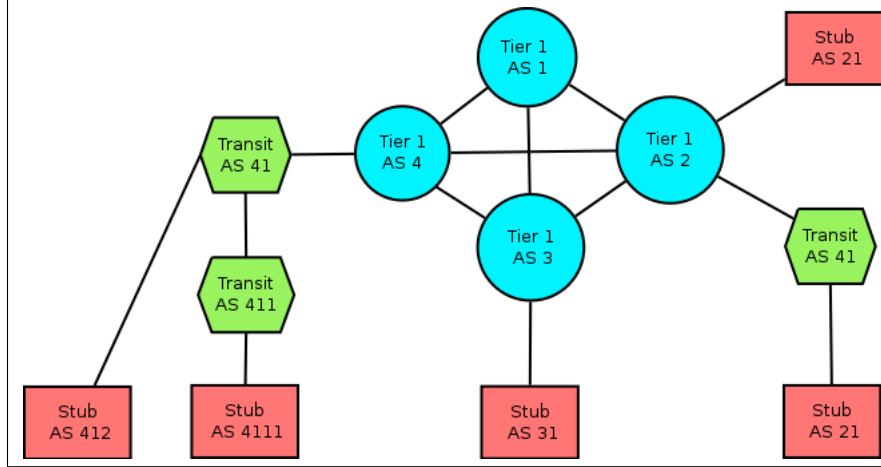 Tier 1
AS 1
Stub
AS 21
Transit
AS 41
Tier 1
AS 4
Tier 1
AS 2
Tier 1
AS 3
Transit
AS 41
Transit
AS 411
Stub
AS 412
Stub
AS 4111
Stub
AS 31
Stub
AS 21